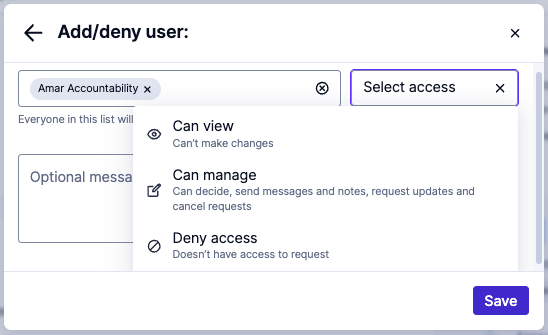 Add/deny user:
Amar Accountability
Select access
Everyone in this list will
Optional messa
Can view
Can't make changes
Can manage
Can decide, send messages and notes, request updates and
cancel requests
Deny access
Doesn't have access to request
Save